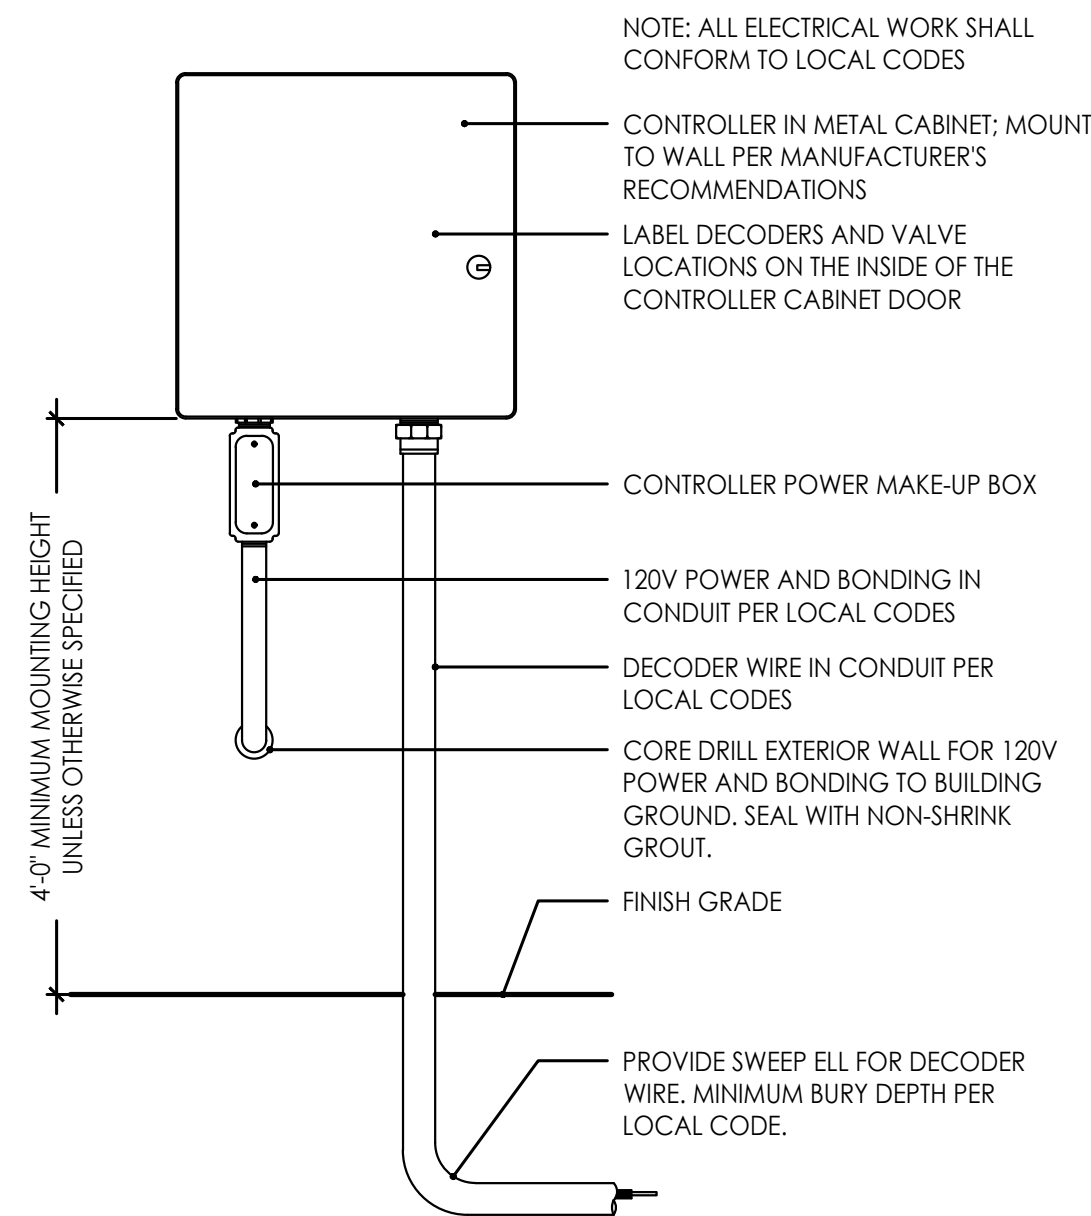 NOTE: ALL ELECTRICAL WORK SHALL
CONFORM TO LOCAL CODES
CONTROLLER IN METAL CABINET; MOUNT
TO WALL PER MANUFACTURER'S
RECOMMENDATIONS
LABEL DECODERS AND VALVE
LOCATIONS ON THE INSIDE OF THE
CONTROLLER CABINET DOOR
CONTROLLER POWER MAKE-UP BOX
4'-0" MINIMUM MOUNTING HEIGHT
UNLESS OTHERWISE SPECIFIED
120V POWER AND BONDING IN
CONDUIT PER LOCAL CODES
DECODER WIRE IN CONDUIT PER
LOCAL CODES
CORE DRILL EXTERIOR WALL FOR 120V
POWER AND BONDING TO BUILDING
GROUND. SEAL WITH NON-SHRINK
GROUT.
FINISH GRADE
PROVIDE SWEEP ELL FOR DECODER
WIRE. MINIMUM BURY DEPTH PER
LOCAL CODE.